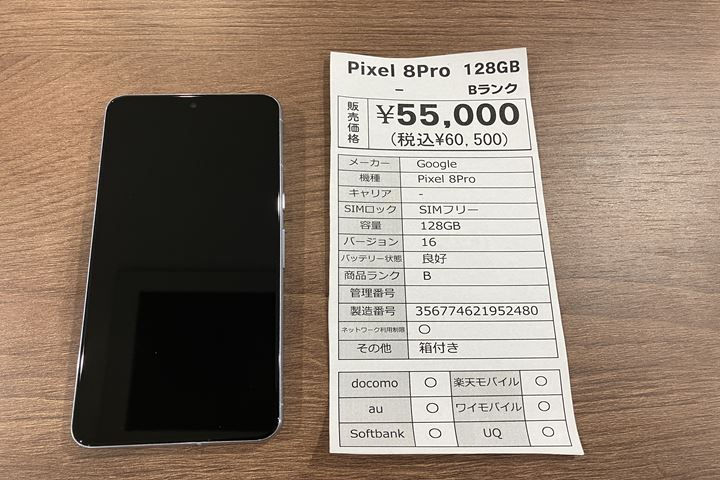 Pixel 8Pro 128GB
- Bランク
販売価格 ¥55,000
(税込¥60,500)
メーカー Google
機種 Pixel 8Pro
キャリア -
SIMロック SIMフリー
容量 128GB
バージョン 16
バッテリー状態 良好
商品ランク B
管理番号
製造番号 356774621952480
ネットワーク利用制限 〇
その他 箱付き
docomo 〇 楽天モバイル 〇
au 〇 ワイモバイル 〇
Softbank 〇 UQ 〇